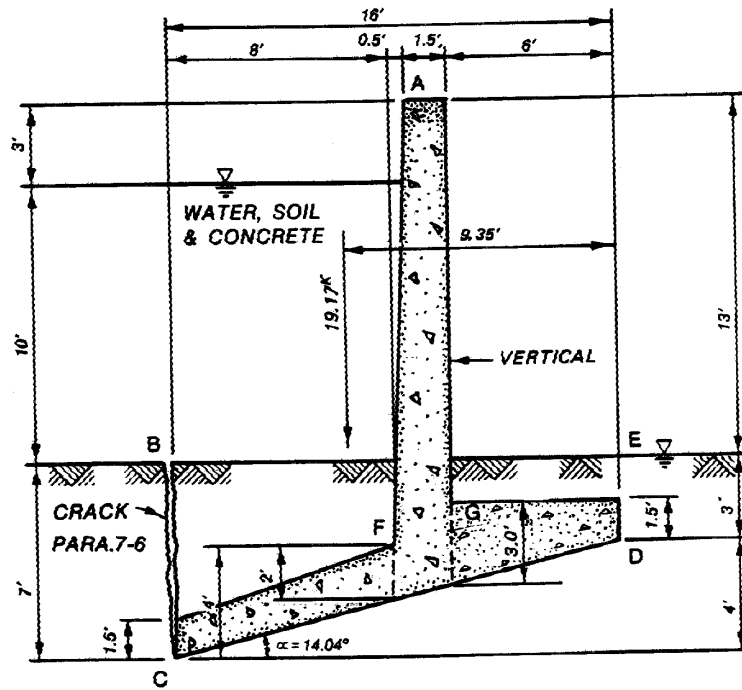 16'
8'
0.5'
1.5'
6'
A
3'
WATER, SOIL
& CONCRETE
9.35'
19.17ᴷ
10'
13'
VERTICAL
B
E
CRACK
PARA.7-6
F
G
1.5'
3'
D
7'
4'
2'
3.0'
1.5'
α = 14.04°
4'
C